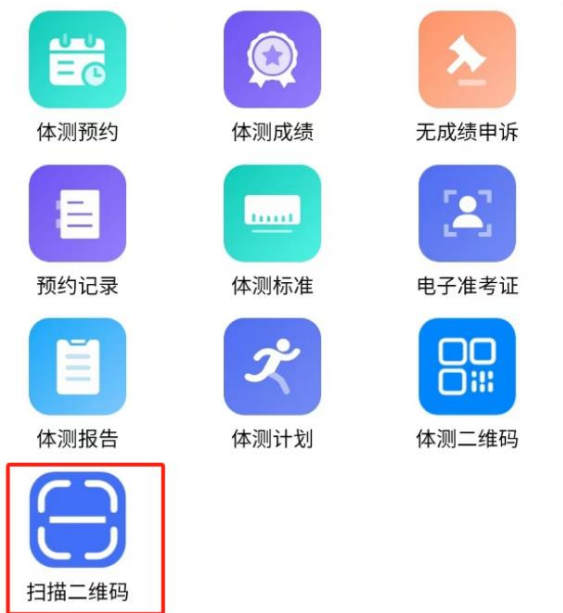 体测预约
体测成绩
无成绩申诉
预约记录
体测标准
电子准考证
体测报告
体测计划
体测二维码
扫描二维码